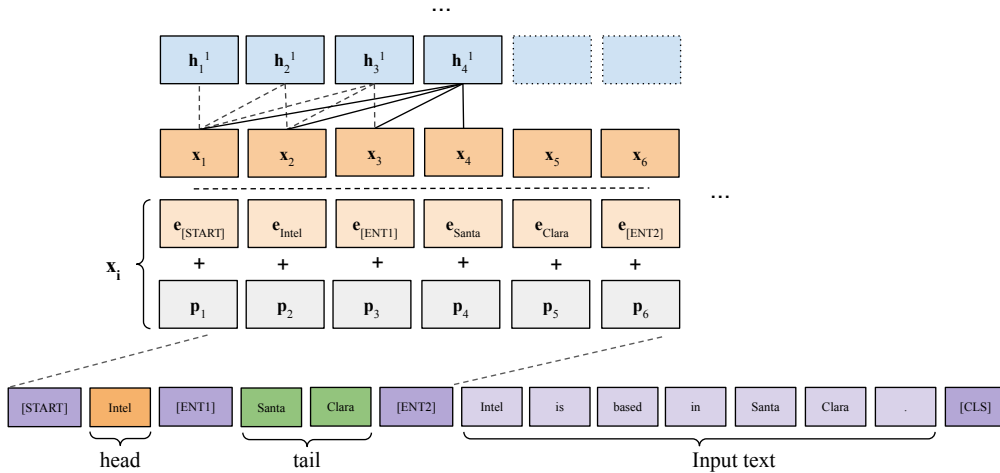 ...
h₁¹ h₂¹ h₃¹ h₄¹
x₁ x₂ x₃ x₄ x₅ x₆
...
e[START] eIntel e[ENT1] eSanta eClara e[ENT2]
xᵢ
+ + + + + +
p₁ p₂ p₃ p₄ p₅ p₆
[START] Intel [ENT1] Santa Clara [ENT2] Intel is based in Santa Clara . [CLS]
head tail Input text